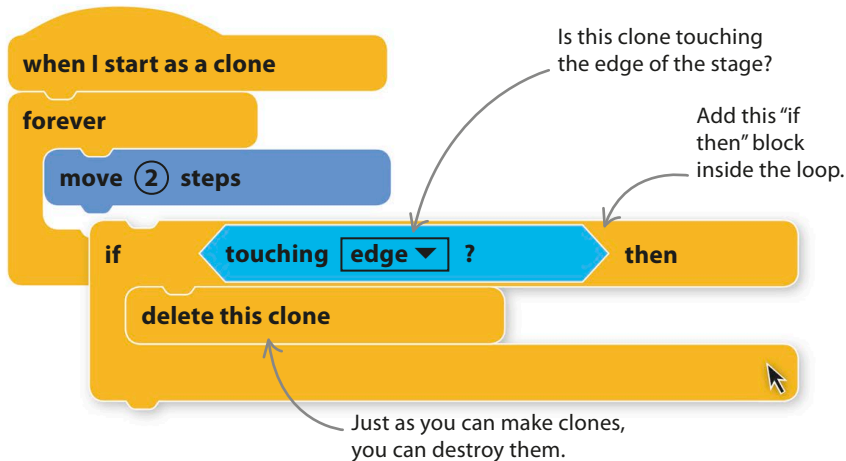 when I start as a clone
Is this clone touching
the edge of the stage?
forever
Add this “if
then” block
inside the loop.
move 2 steps
if touching edge ? then
delete this clone
Just as you can make clones,
you can destroy them.